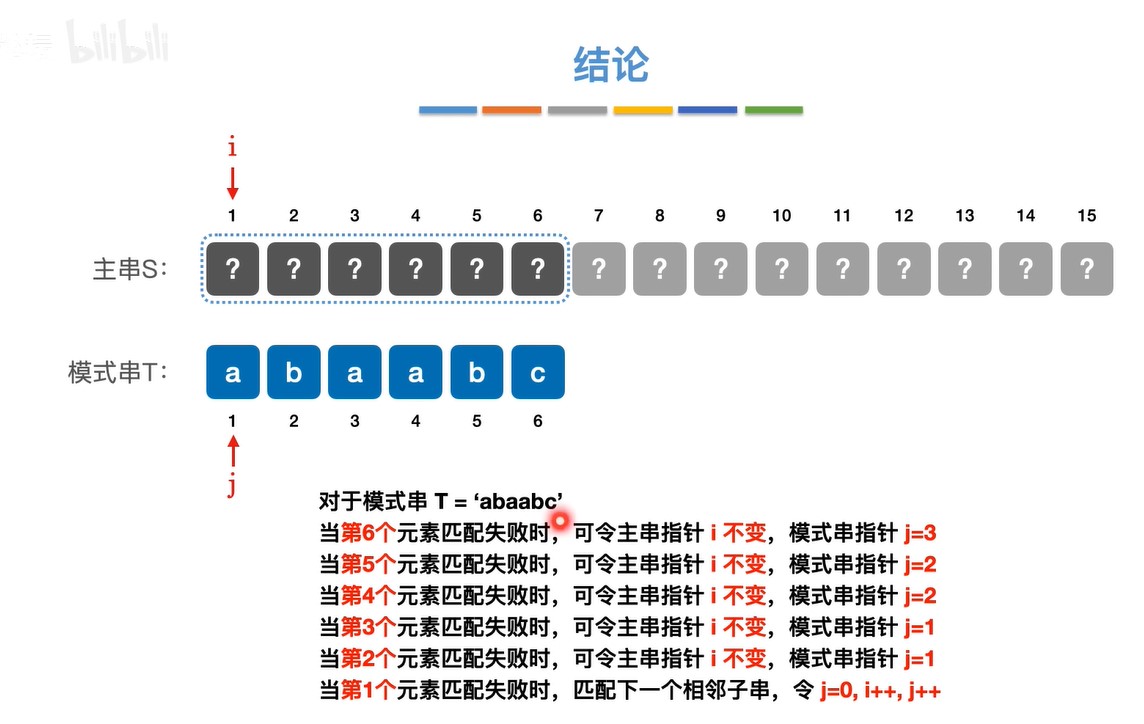 bilibili
结论
i
1 2 3 4 5 6 7 8 9 10 11 12 13 14 15
主串S： ? ? ? ? ? ? ? ? ? ? ? ? ? ? ?
模式串T： a b a a b c
1 2 3 4 5 6
j
对于模式串 T = ‘abaabc’
当第6个元素匹配失败时，可令主串指针 i 不变，模式串指针 j=3
当第5个元素匹配失败时，可令主串指针 i 不变，模式串指针 j=2
当第4个元素匹配失败时，可令主串指针 i 不变，模式串指针 j=2
当第3个元素匹配失败时，可令主串指针 i 不变，模式串指针 j=1
当第2个元素匹配失败时，可令主串指针 i 不变，模式串指针 j=1
当第1个元素匹配失败时，匹配下一个相邻子串，令 j=0, i++, j++